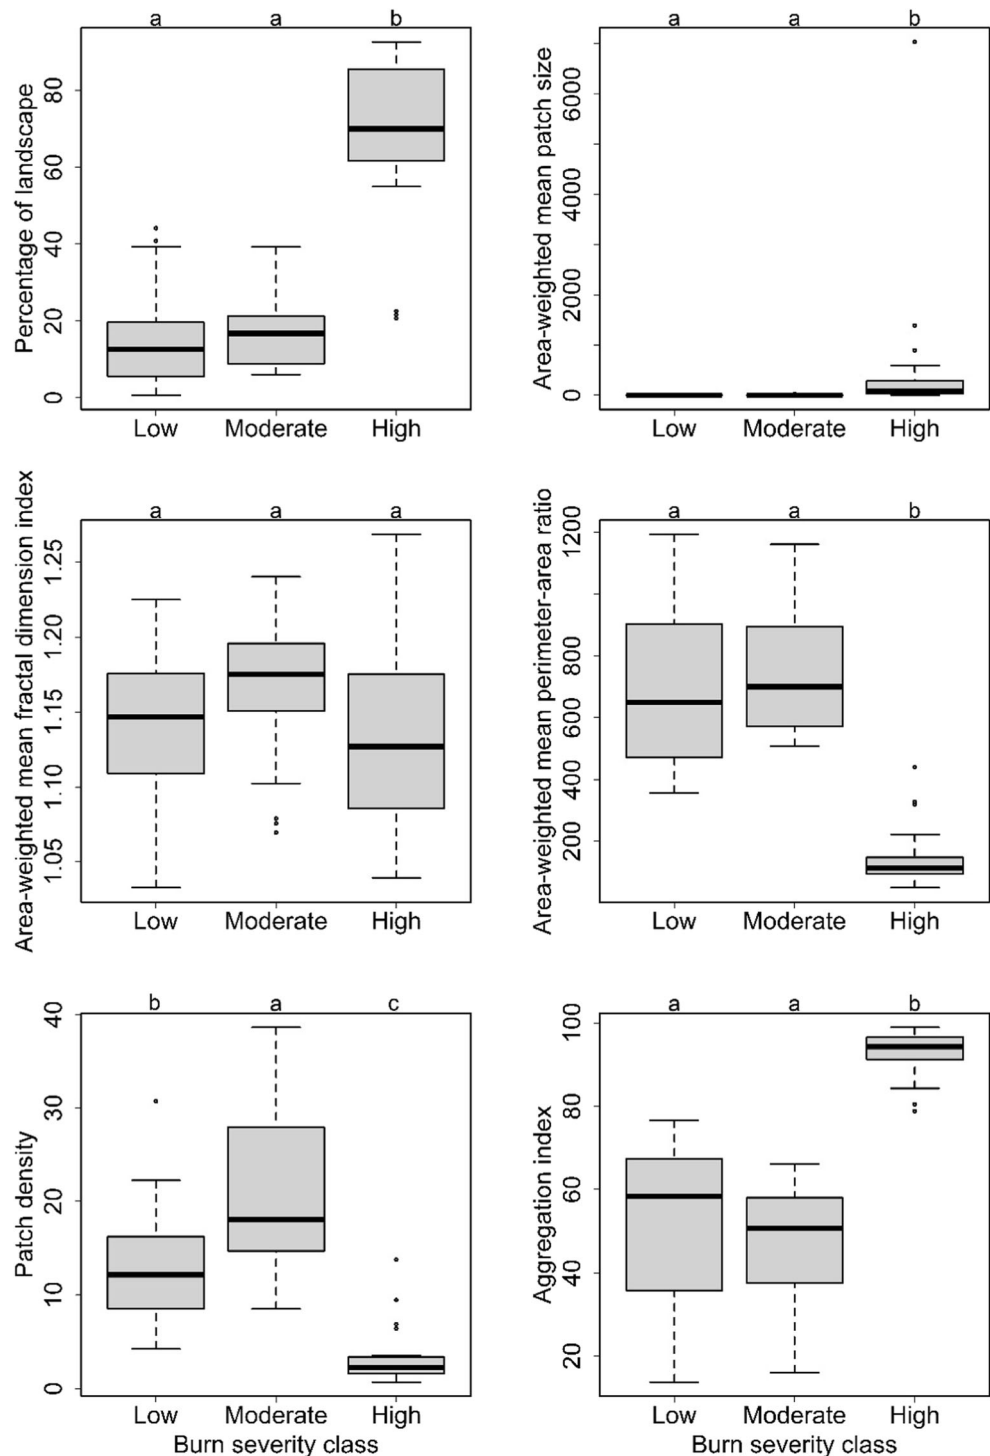 a a b
Percentage of landscape
80
60
40
20
0
Low Moderate High
a a b
Area-weighted mean patch size
6000
4000
2000
0
Low Moderate High
a a a
Area-weighted mean fractal dimension index
1.25
1.20
1.15
1.10
1.05
Low Moderate High
a a b
Area-weighted mean perimeter-area ratio
1200
800
600
400
200
Low Moderate High
b a c
Patch density
40
30
20
10
0
Low Moderate High
Burn severity class
a a b
Aggregation index
100
80
60
40
20
Low Moderate High
Burn severity class